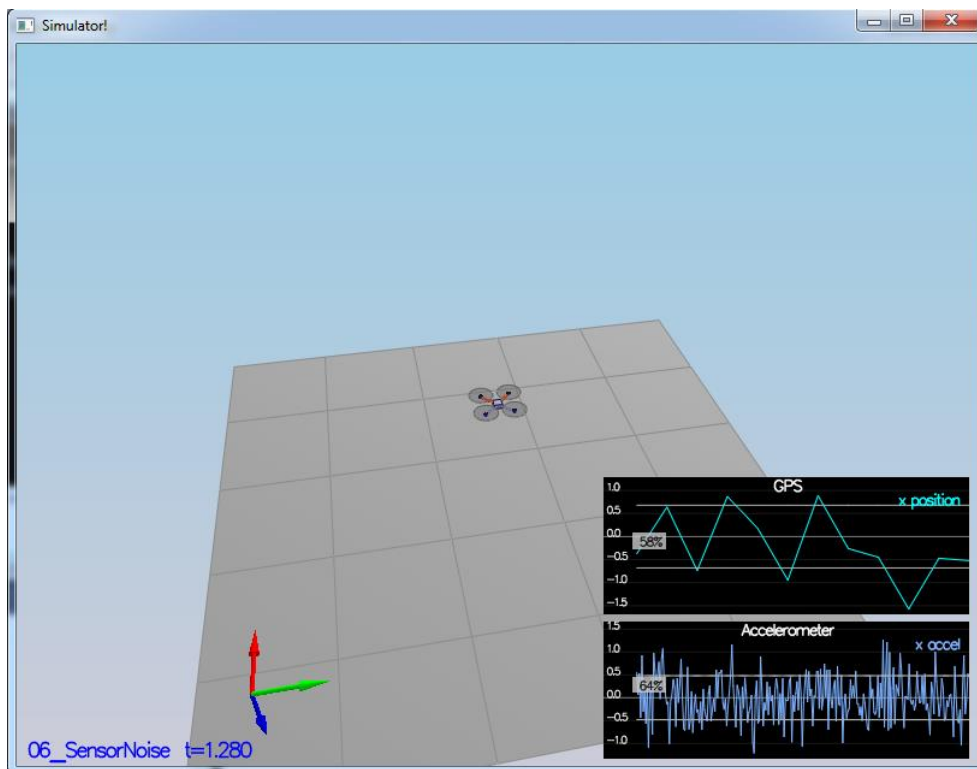 Simulator!
GPS
x position
1.0
0.5
0.0
58%
−0.5
−1.0
−1.5
Accelerometer
x accel
1.5
1.0
0.5
64%
0.0
−0.5
−1.0
06_SensorNoise t=1.280